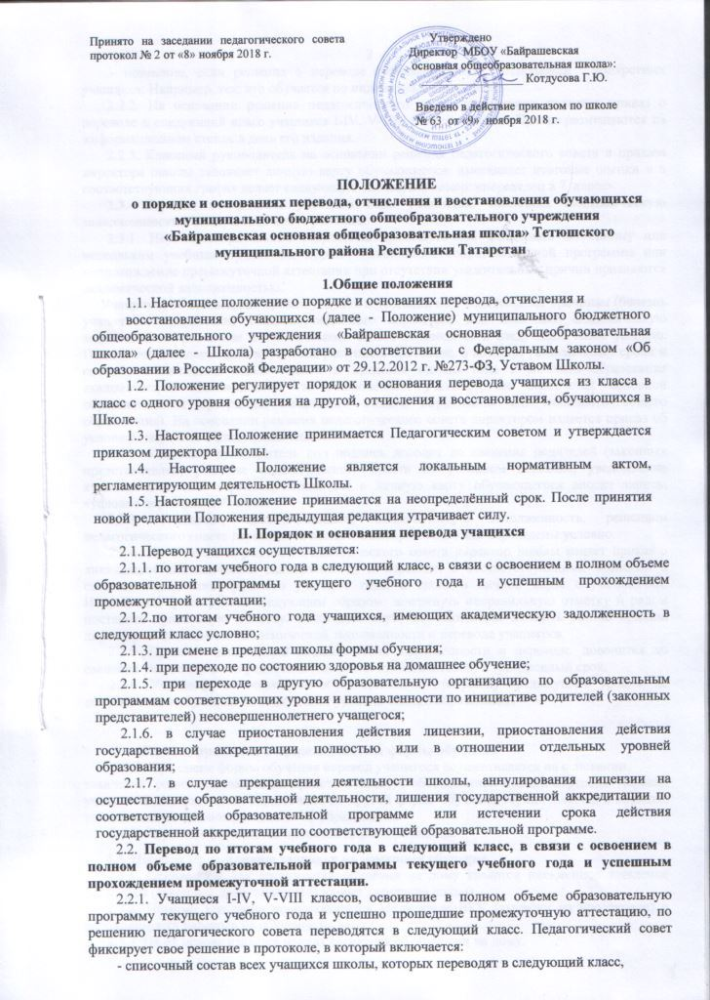 Принято на заседании педагогического совета
протокол № 2 от «8» ноября 2018 г.
Утверждено
Директор МБОУ «Байрашевская
основная общеобразовательная школа»:
Котдусова Г.Ю.
Введено в действие приказом по школе
№ 63 от «9» ноября 2018 г.
ПОЛОЖЕНИЕ
о порядке и основаниях перевода, отчисления и восстановления обучающихся
муниципального бюджетного общеобразовательного учреждения
«Байрашевская основная общеобразовательная школа» Тетюшского
муниципального района Республики Татарстан
1.Общие положения
1.1. Настоящее положение о порядке и основаниях перевода, отчисления и
восстановления обучающихся (далее - Положение) муниципального бюджетного
общеобразовательного учреждения «Байрашевская основная общеобразовательная
школа» (далее - Школа) разработано в соответствии с Федеральным законом «Об
образовании в Российской Федерации» от 29.12.2012 г. №273-ФЗ, Уставом Школы.
1.2. Положение регулирует порядок и основания перевода учащихся из класса в
класс с одного уровня обучения на другой, отчисления и восстановления, обучающихся в
Школе.
1.3. Настоящее Положение принимается Педагогическим советом и утверждается
приказом директора Школы.
1.4. Настоящее Положение является локальным нормативным актом,
регламентирующим деятельность Школы.
1.5. Настоящее Положение принимается на неопределённый срок. После принятия
новой редакции Положения предыдущая редакция утрачивает силу.
II. Порядок и основания перевода учащихся
2.1.Перевод учащихся осуществляется:
2.1.1. по итогам учебного года в следующий класс, в связи с освоением в полном объеме
образовательной программы текущего учебного года и успешным прохождением
промежуточной аттестации;
2.1.2.по итогам учебного года учащихся, имеющих академическую задолженность в
следующий класс условно;
2.1.3. при смене в пределах школы формы обучения;
2.1.4. при переходе по состоянию здоровья на домашнее обучение;
2.1.5. при переходе в другую образовательную организацию по образовательным
программам соответствующих уровня и направленности по инициативе родителей (законных
представителей) несовершеннолетнего учащегося;
2.1.6. в случае приостановления действия лицензии, приостановления действия
государственной аккредитации полностью или в отношении отдельных уровней
образования;
2.1.7. в случае прекращения деятельности школы, аннулирования лицензии на
осуществление образовательной деятельности, лишения государственной аккредитации по
соответствующей образовательной программе или истечении срока действия
государственной аккредитации по соответствующей образовательной программе.
2.2. Перевод по итогам учебного года в следующий класс, в связи с освоением в
полном объеме образовательной программы текущего учебного года и успешным
прохождением промежуточной аттестации.
2.2.1. Учащиеся I-IV, V-VIII классов, освоившие в полном объеме образовательную
программу текущего учебного года и успешно прошедшие промежуточную аттестацию, по
решению педагогического совета переводятся в следующий класс. Педагогический совет
фиксирует свое решение в протоколе, в который включается:
- списочный состав всех учащихся школы, которых переводят в следующий класс,